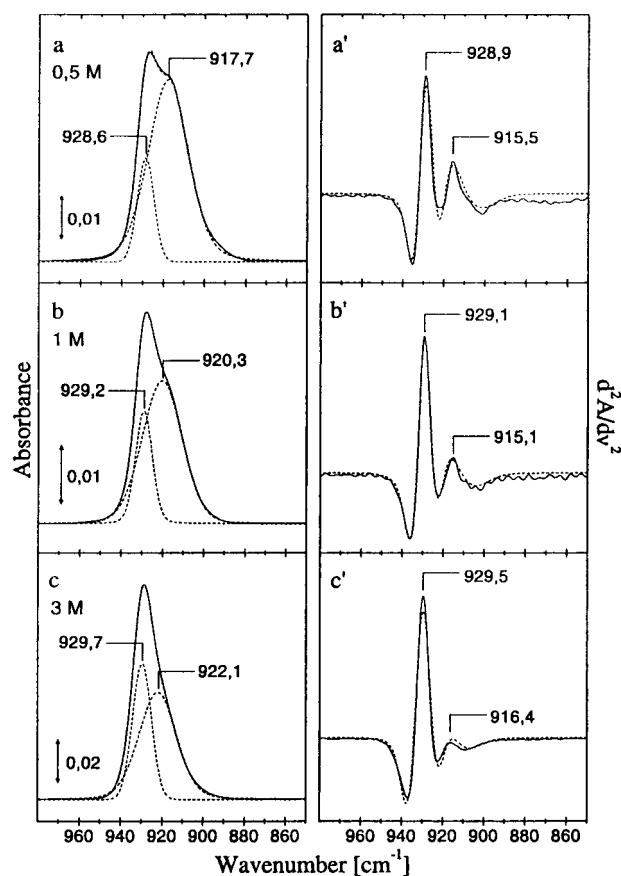 a
0,5 M
917,7
928,6
0,01
a'
928,9
915,5
b
1 M
920,3
929,2
0,01
b'
929,1
915,1
c
3 M
929,7
922,1
0,02
c'
929,5
916,4
Absorbance
d²A/dν²
960 940 920 900 880 860
960 940 920 900 880 860
Wavenumber [cm⁻¹]